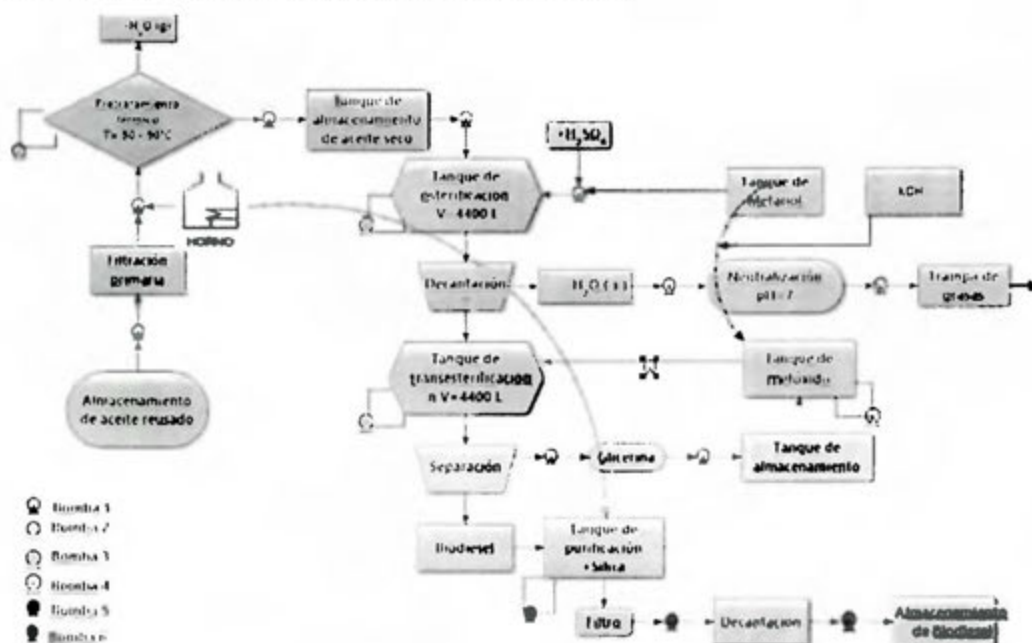 -H₂O (g)
Pretratamiento
térmico
T= 80 - 90°C
Tanque de
almacenamiento
de aceite seco
+H₂SO₄
Tanque de
esterificación
V= 4400 L
Tanque de
Metanol
KOH
HORNO
Filtración
primaria
Decantación
H₂O
Neutralización
pH=7
Trampa de
grasas
Tanque de
transesterificació
n V= 4400 L
Tanque de
metóxido
Almacenamiento
de aceite reusado
Separación
Glicerina
Tanque de
almacenamiento
Biodiesel
Tanque de
purificación
+Sílica
Filtro
Decantación
Almacenamiento
de Biodiesel
Bomba 1
Bomba 2
Bomba 3
Bomba 4
Bomba 5
Bomba 6